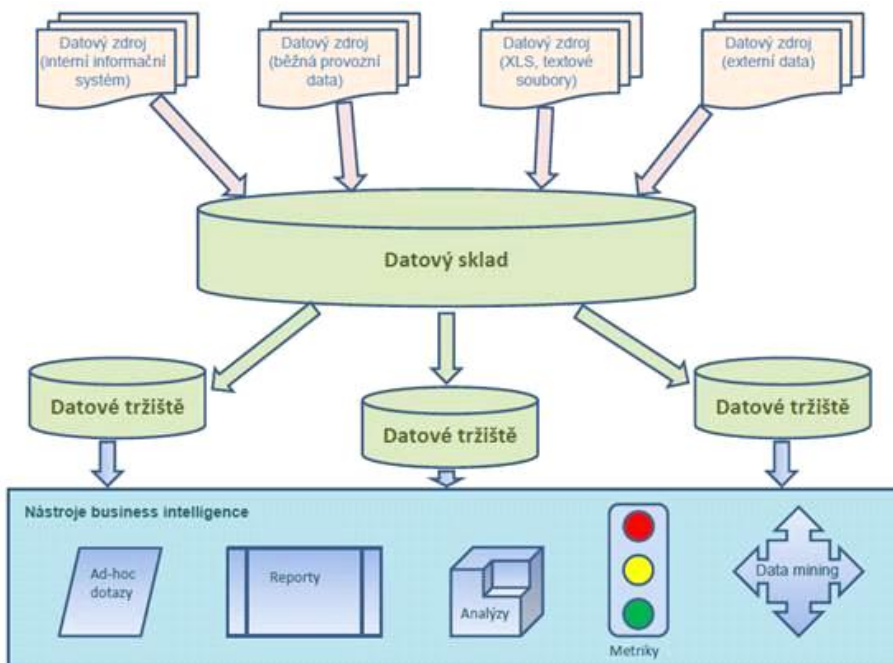 Datový zdroj
(interní informační
systém)
Datový zdroj
(běžná provozní
data)
Datový zdroj
(XLS, textové
soubory)
Datový zdroj
(externí data)
Datový sklad
Datové tržiště
Datové tržiště
Datové tržiště
Nástroje business intelligence
Ad-hoc
dotazy
Reporty
Analýzy
Metriky
Data mining